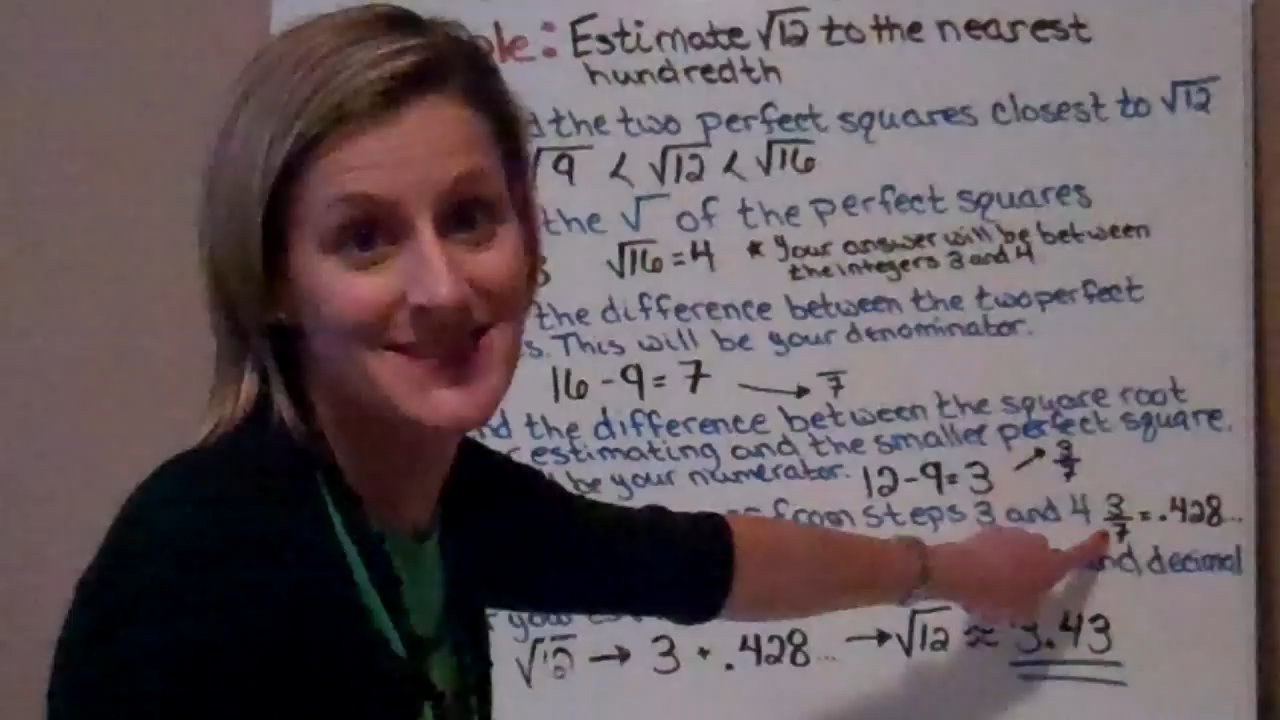 ple: Estimate √12 to the nearest
hundredth
d the two perfect squares closest to √12
√9 < √12 < √16
the √ of the perfect squares
√16 = 4 * Your answer will be between
the integers 3 and 4
the difference between the two perfect
s. This will be your denominator.
16 - 9 = 7 → /7
nd the difference between the square root
r estimating and the smaller perfect square.
be your numerator. 12-9=3 → 3/7
from steps 3 and 4 3/7 = .428...
and decimal
√12 → 3 + .428... → √12 ≈ 3.43